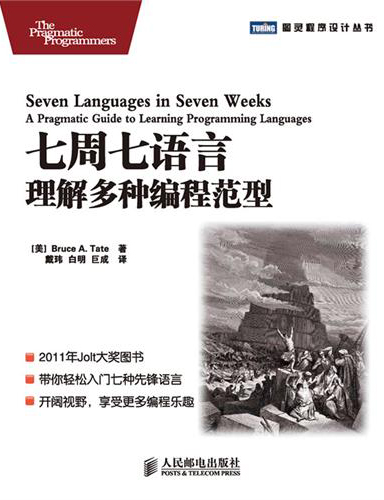 The
Pragmatic
Programmers
TURING 图灵程序设计丛书
Seven Languages in Seven Weeks
A Pragmatic Guide to Learning Programming Languages
七周七语言
理解多种编程范型
[美] Bruce A. Tate 著
戴玮 白明 巨成 译
2011年Jolt大奖图书
带你轻松入门七种先锋语言
开阔视野，享受更多编程乐趣
人民邮电出版社
POSTS & TELECOM PRESS